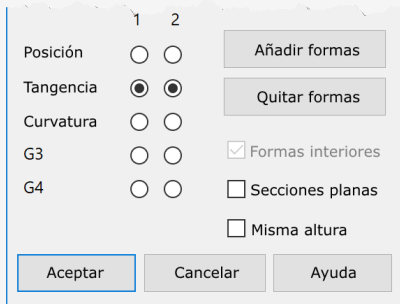 1 2
Posición
Añadir formas
Tangencia
Quitar formas
Curvatura
Formas interiores
G3
G4
Secciones planas
Misma altura
Aceptar Cancelar Ayuda